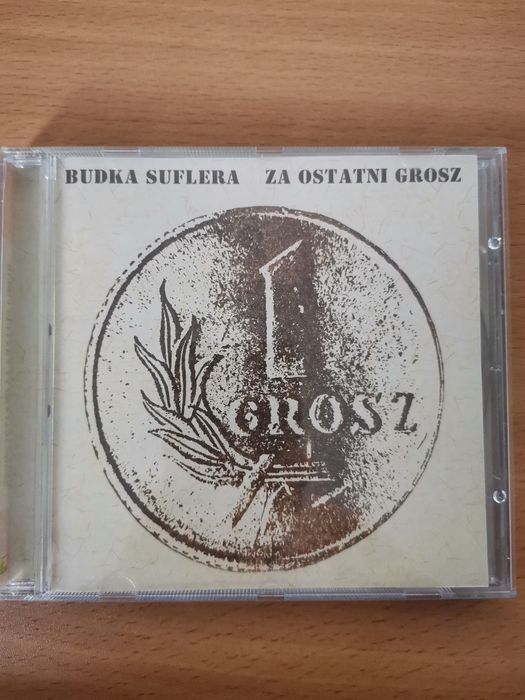 BUDKA SUFLERA ZA OSTATNI GROSZ
1
GROSZ